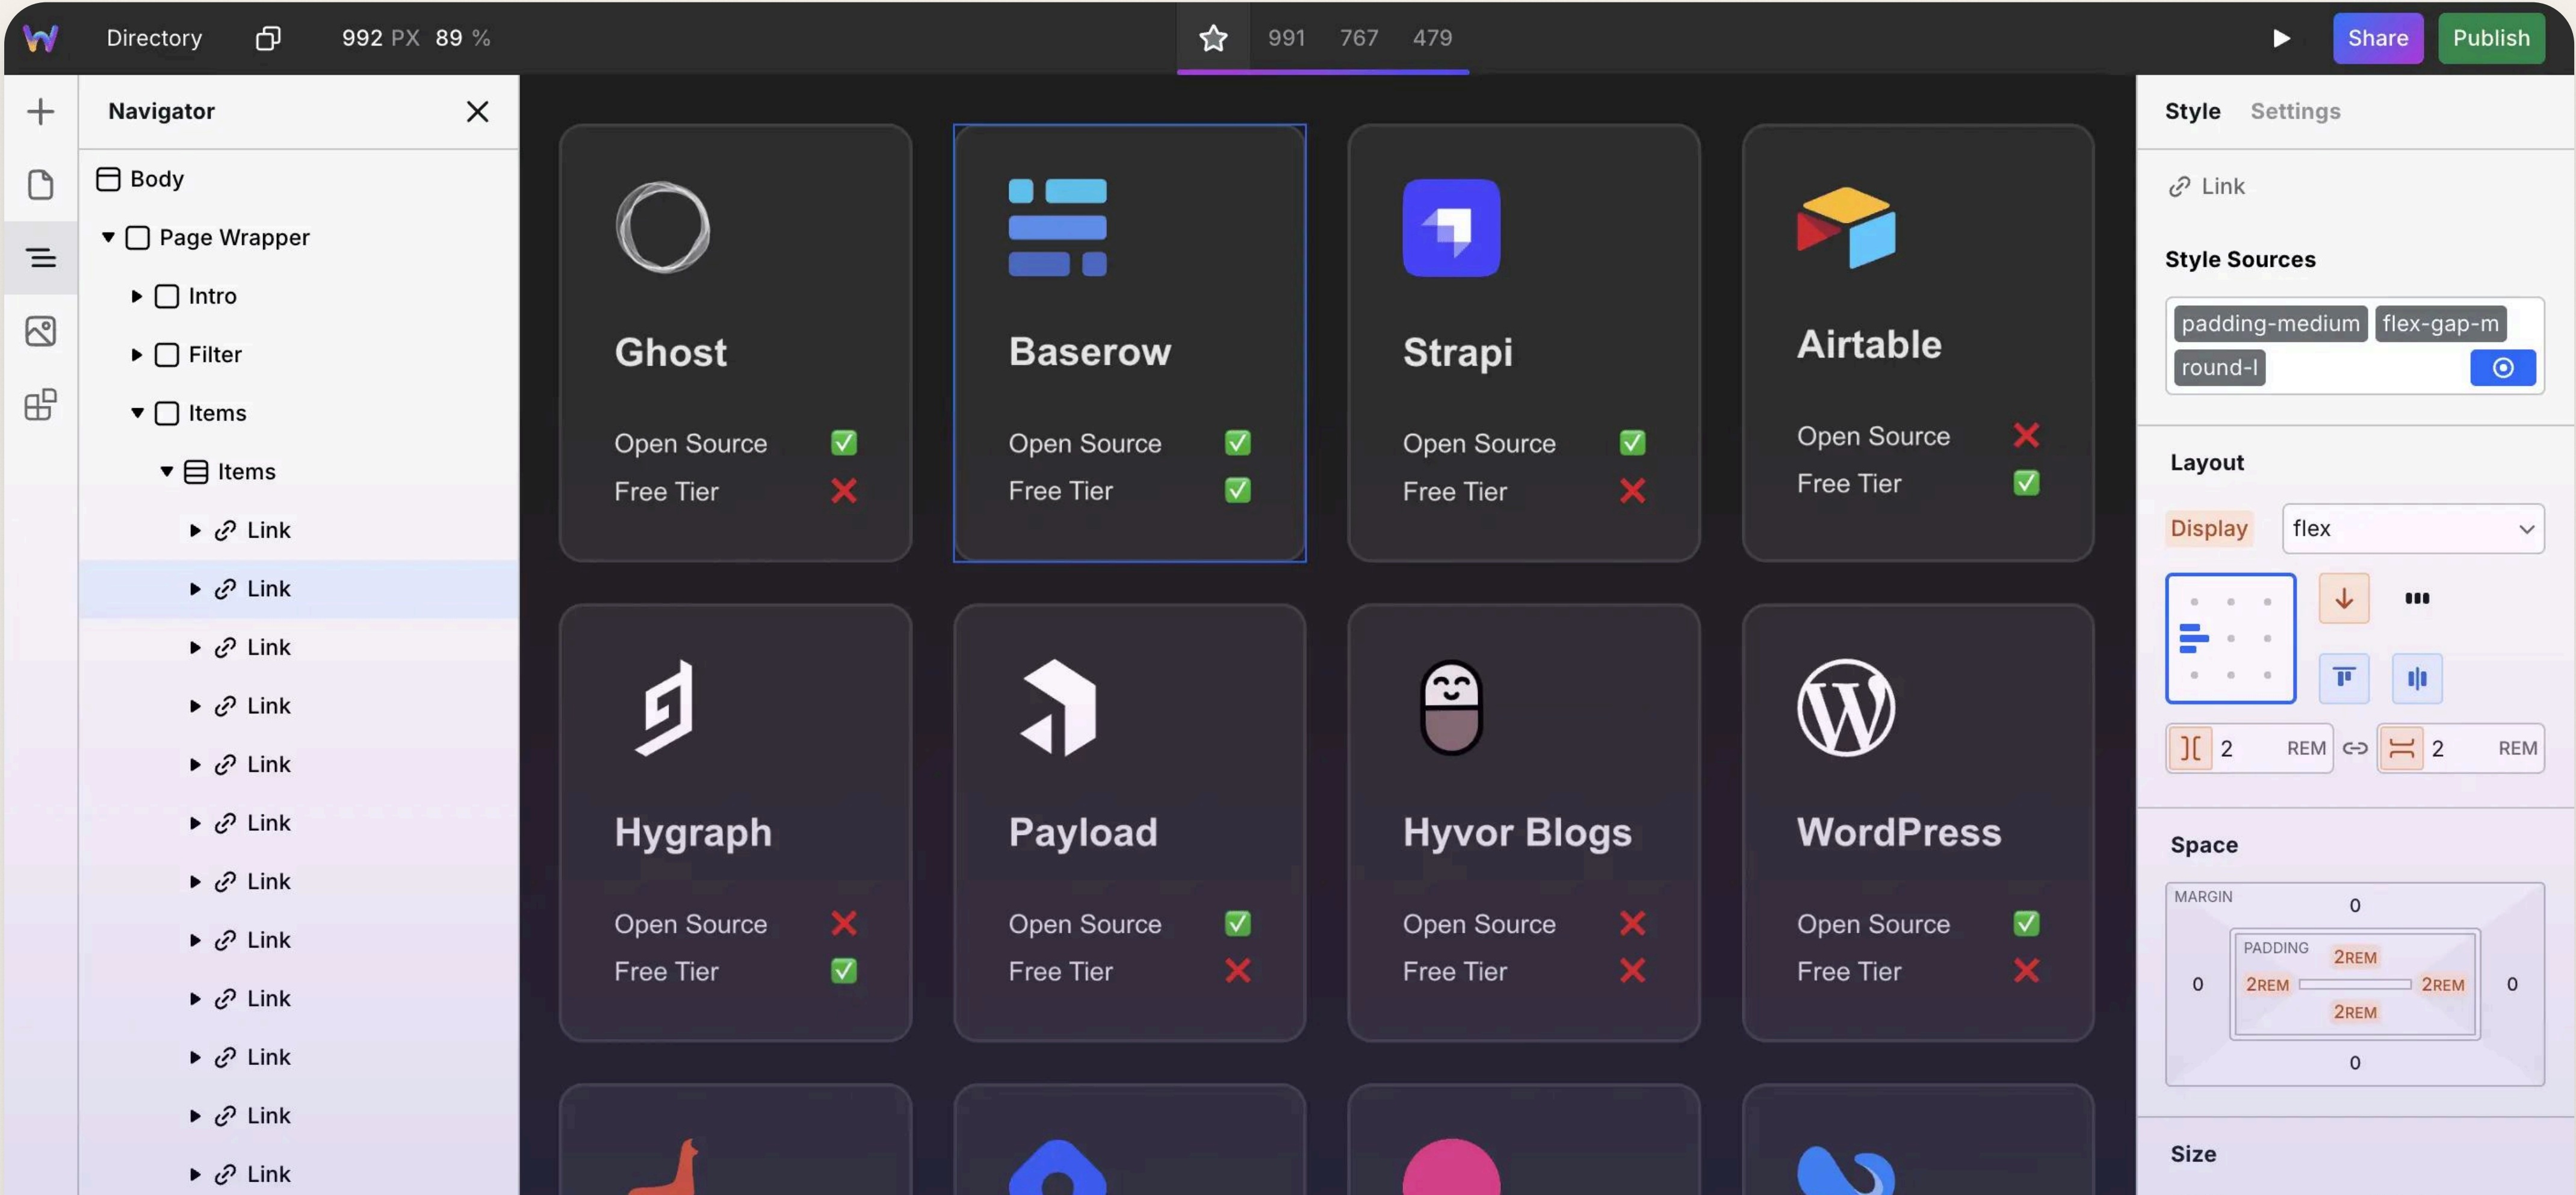 Directory 992 PX 89 % 991 767 479 Share Publish
Navigator
Body
Page Wrapper
Intro
Filter
Items
Items
Link
Link
Link
Link
Link
Link
Link
Link
Link
Link
Link
Link
Ghost
Open Source
Free Tier
Baserow
Open Source
Free Tier
Strapi
Open Source
Free Tier
Airtable
Open Source
Free Tier
Hygraph
Open Source
Free Tier
Payload
Open Source
Free Tier
Hyvor Blogs
Open Source
Free Tier
WordPress
Open Source
Free Tier
Style Settings
Link
Style Sources
padding-medium flex-gap-m
round-l
Layout
Display flex
2 REM 2 REM
Space
MARGIN
0
PADDING
2REM
0 2REM 2REM 0
2REM
0
Size